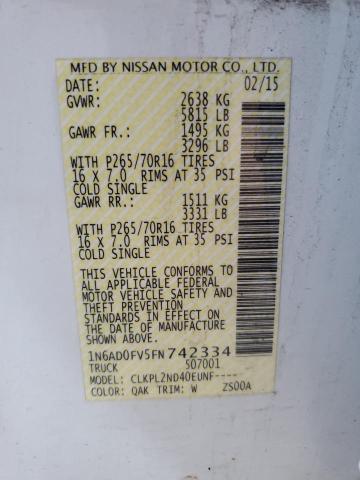 MFD BY NISSAN MOTOR CO., LTD.
DATE: 02/15
GVWR: 2638 KG
5815 LB
GAWR FR.: 1495 KG
3296 LB
WITH P265/70R16 TIRES
16 X 7.0 RIMS AT 35 PSI
COLD SINGLE
GAWR RR.: 1511 KG
3331 LB
WITH P265/70R16 TIRES
16 X 7.0 RIMS AT 35 PSI
COLD SINGLE
THIS VEHICLE CONFORMS TO
ALL APPLICABLE FEDERAL
MOTOR VEHICLE SAFETY AND
THEFT PREVENTION
STANDARDS IN EFFECT ON
THE DATE OF MANUFACTURE
SHOWN ABOVE.
1N6AD0FV5FN742334
TRUCK 507001
MODEL: CLKPL2ND40EUNF----
COLOR: QAK TRIM: W ZS00A